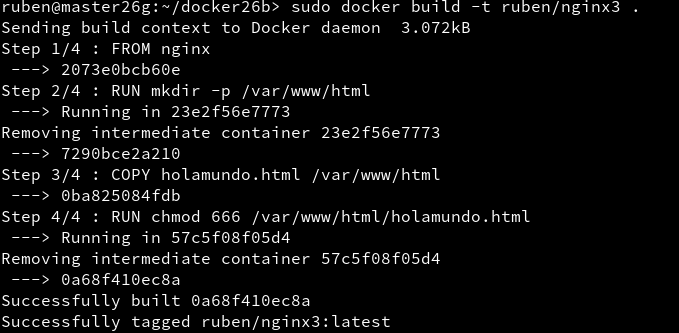 ruben@master26g:~/docker26b> sudo docker build -t ruben/nginx3 .
Sending build context to Docker daemon  3.072kB
Step 1/4 : FROM nginx
 ---> 2073e0bcb60e
Step 2/4 : RUN mkdir -p /var/www/html
 ---> Running in 23e2f56e7773
Removing intermediate container 23e2f56e7773
 ---> 7290bce2a210
Step 3/4 : COPY holamundo.html /var/www/html
 ---> 0ba825084fdb
Step 4/4 : RUN chmod 666 /var/www/html/holamundo.html
 ---> Running in 57c5f08f05d4
Removing intermediate container 57c5f08f05d4
 ---> 0a68f410ec8a
Successfully built 0a68f410ec8a
Successfully tagged ruben/nginx3:latest